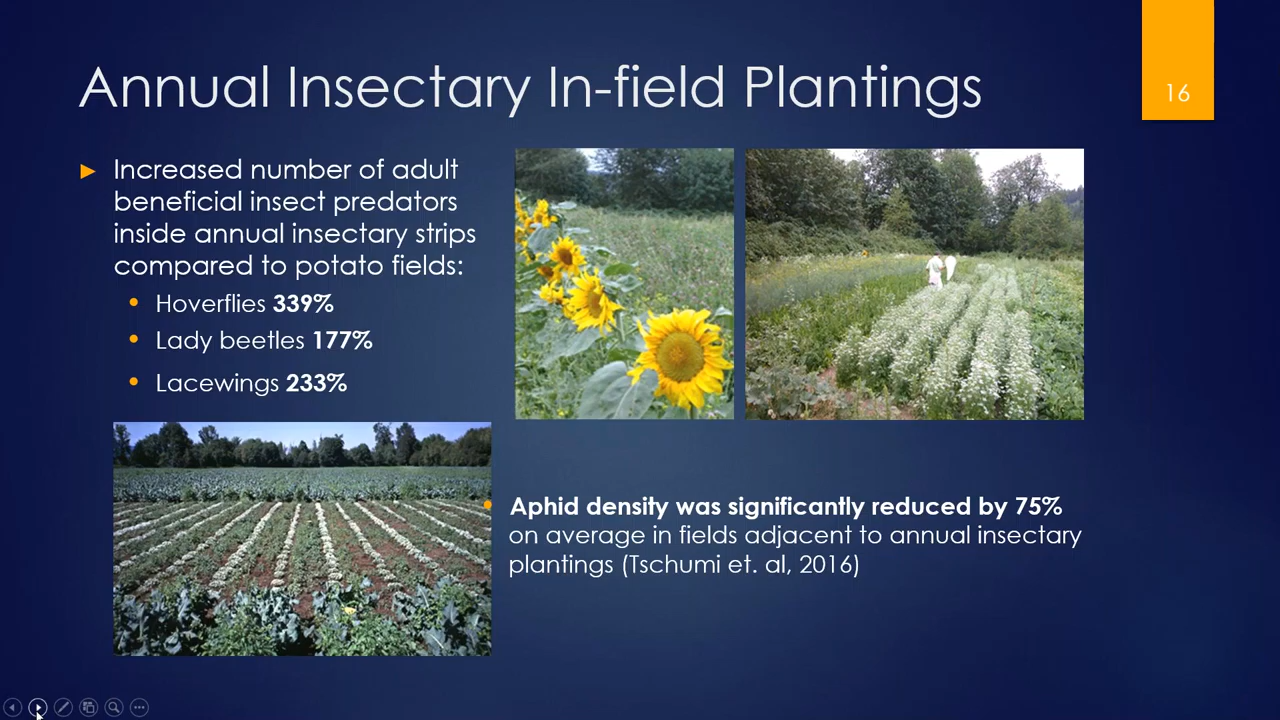 Annual Insectary In-field Plantings
16
Increased number of adult
beneficial insect predators
inside annual insectary strips
compared to potato fields:
Hoverflies 339%
Lady beetles 177%
Lacewings 233%
Aphid density was significantly reduced by 75%
on average in fields adjacent to annual insectary
plantings (Tschumi et. al, 2016)